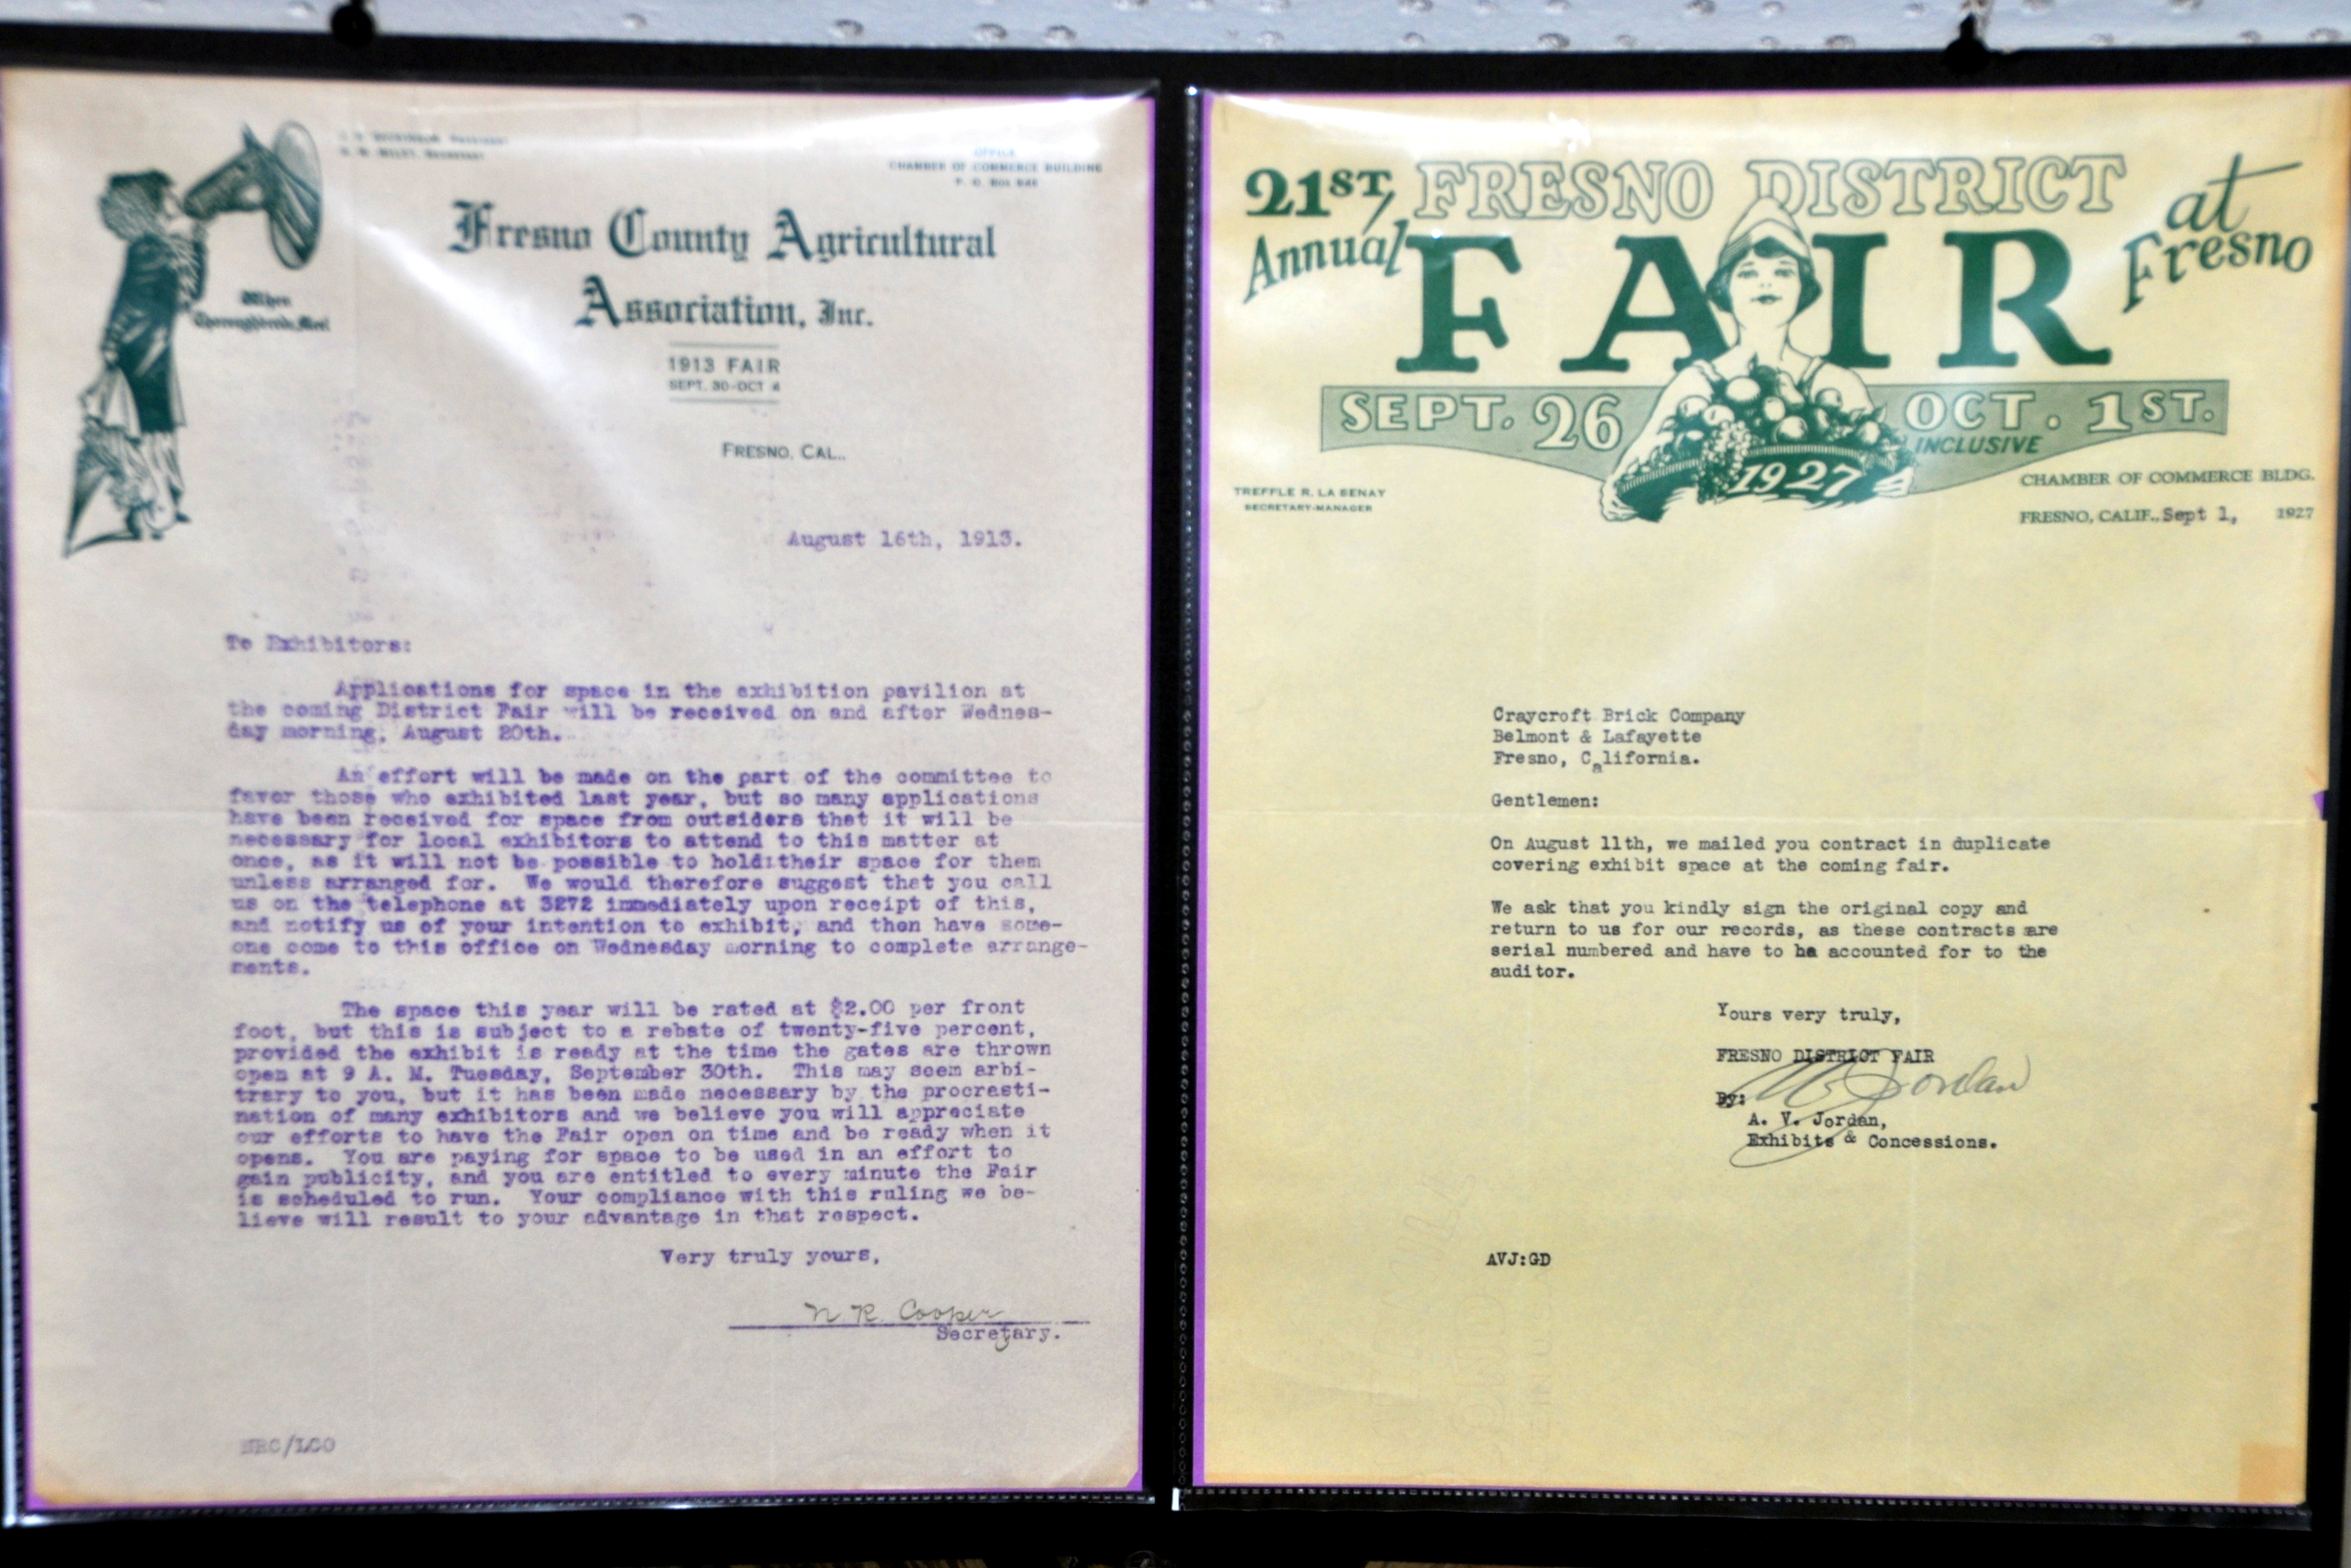 When
Thoroughbreds Meet
OFFICE
CHAMBER OF COMMERCE BUILDING
P. O. Box
Fresno County Agricultural
Association, Inc.
1913 FAIR
SEPT. 30-OCT 4
FRESNO, CAL.,
August 16th, 1913.
To Exhibitors:
Applications for space in the exhibition pavilion at
the coming District Fair will be received on and after Wednes-
day morning, August 20th.
An effort will be made on the part of the committee to
favor those who exhibited last year, but so many applications
have been received for space from outsiders that it will be
necessary for local exhibitors to attend to this matter at
once, as it will not be possible to hold their space for them
unless arranged for. We would therefore suggest that you call
us on the telephone at 3272 immediately upon receipt of this,
and notify us of your intention to exhibit, and then have some-
one come to this office on Wednesday morning to complete arrange-
ments.
The space this year will be rated at $2.00 per front
foot, but this is subject to a rebate of twenty-five percent,
provided the exhibit is ready at the time the gates are thrown
open at 9 A. M. Tuesday, September 30th. This may seem arbi-
trary to you, but it has been made necessary by the procrasti-
nation of many exhibitors and we believe you will appreciate
our efforts to have the Fair open on time and be ready when it
opens. You are paying for space to be used in an effort to
gain publicity, and you are entitled to every minute the Fair
is scheduled to run. Your compliance with this ruling we be-
lieve will result to your advantage in that respect.
Very truly yours,
N R. Cooper
Secretary.
NRC/LCO
21ST Annual FRESNO DISTRICT
FAIR
at Fresno
SEPT. 26 OCT. 1ST.
INCLUSIVE
1927
TREFFLE R. LA SENAY
SECRETARY-MANAGER
CHAMBER OF COMMERCE BLDG.
FRESNO, CALIF., Sept 1, 1927
Craycroft Brick Company
Belmont & Lafayette
Fresno, California.
Gentlemen:
On August 11th, we mailed you contract in duplicate
covering exhibit space at the coming fair.
We ask that you kindly sign the original copy and
return to us for our records, as these contracts are
serial numbered and have to be accounted for to the
auditor.
Yours very truly,
FRESNO DISTRICT FAIR
By: AV Jordan
A. V. Jordan,
Exhibits & Concessions.
AVJ:GD